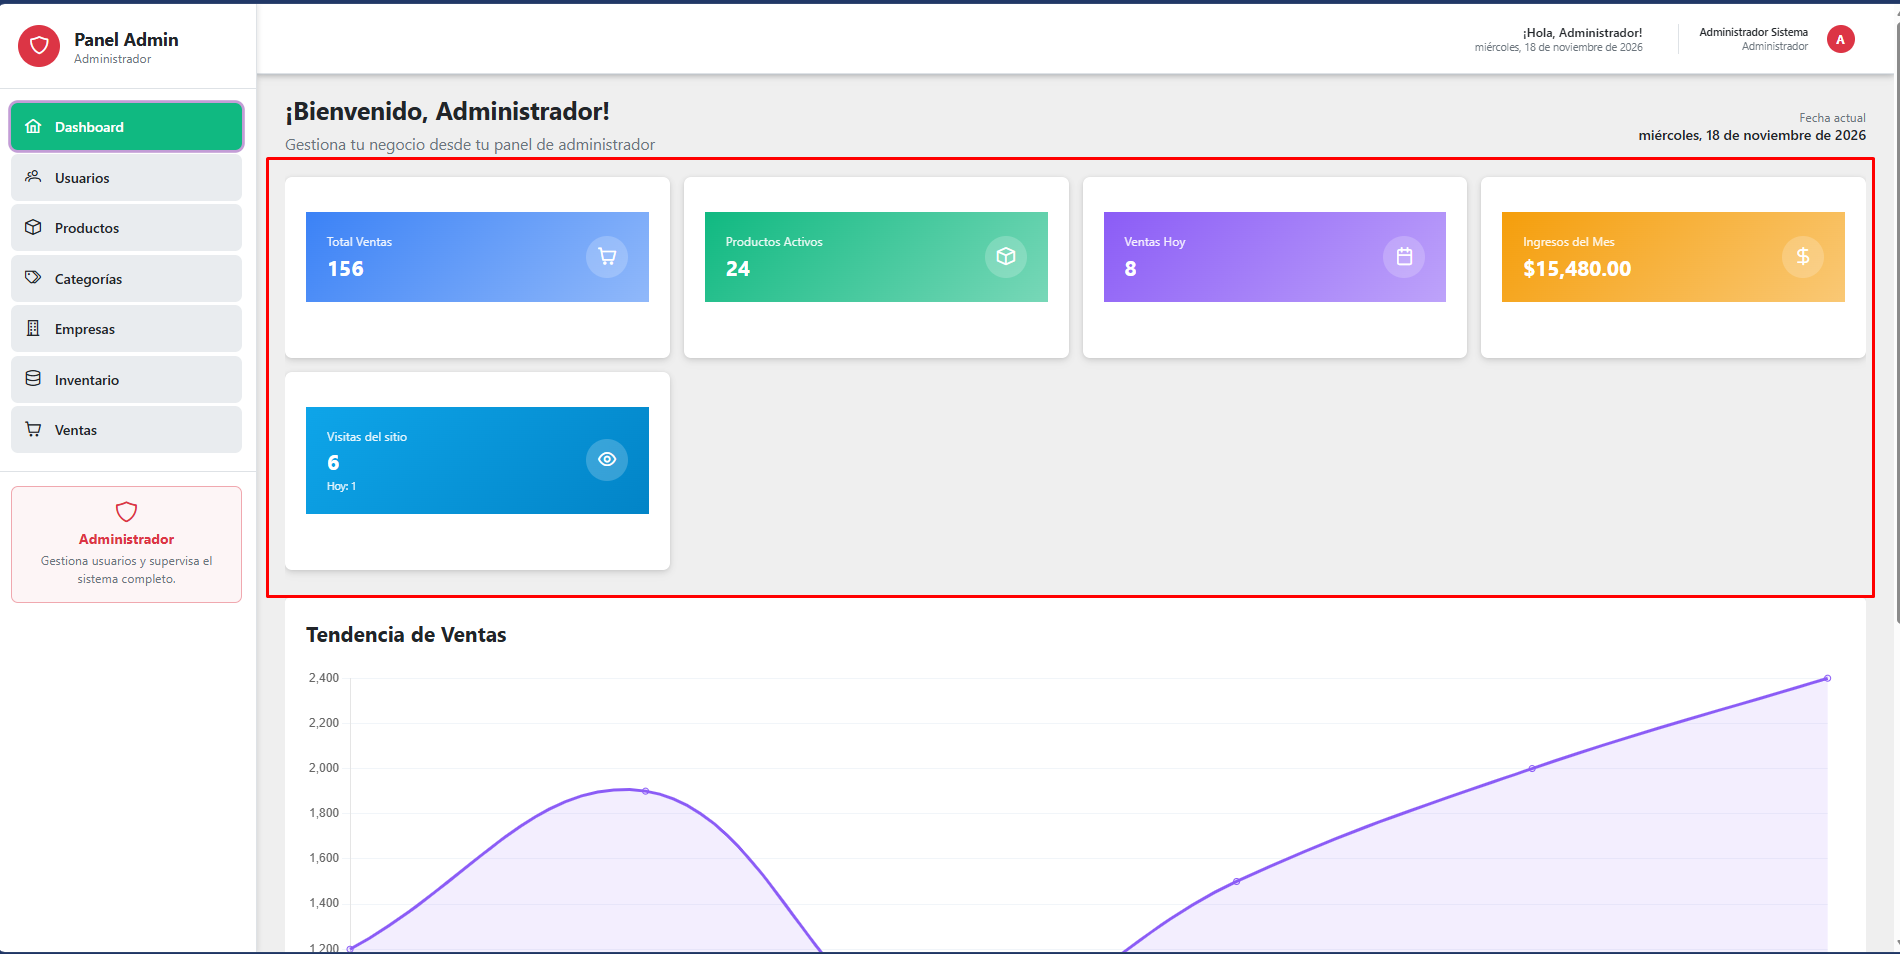 Panel Admin
Administrador
Dashboard
Usuarios
Productos
Categorías
Empresas
Inventario
Ventas
Administrador
Gestiona usuarios y supervisa el
sistema completo.
¡Hola, Administrador!
miércoles, 18 de noviembre de 2026
Administrador Sistema
Administrador
A
¡Bienvenido, Administrador!
Gestiona tu negocio desde tu panel de administrador
Fecha actual
miércoles, 18 de noviembre de 2026
Total Ventas
156
Productos Activos
24
Ventas Hoy
8
Ingresos del Mes
$15,480.00
$
Visitas del sitio
6
Hoy: 1
Tendencia de Ventas
2,400
2,200
2,000
1,800
1,600
1,400
1,200